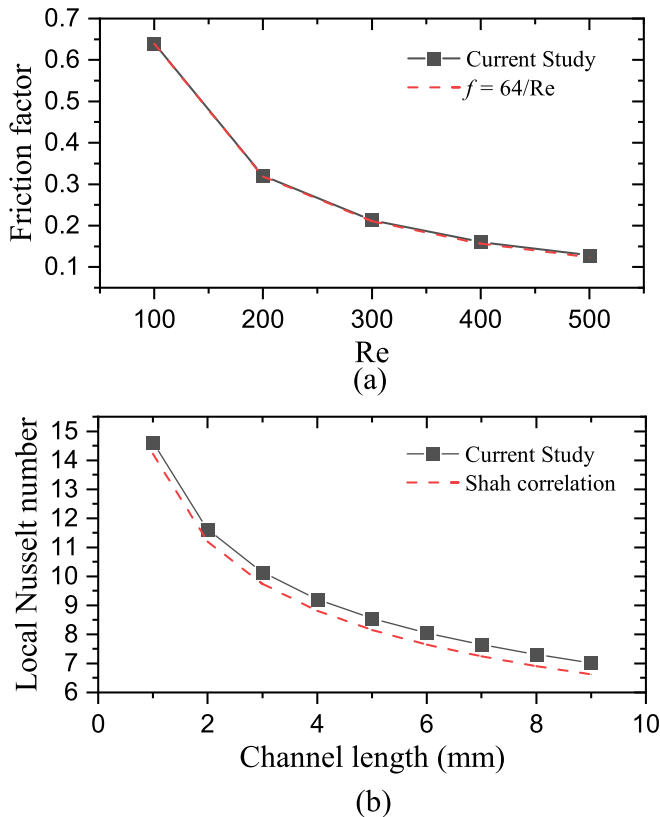 0.7
0.6
0.5
0.4
0.3
0.2
0.1
Friction factor
Current Study
f = 64/Re
100 200 300 400 500
Re
(a)
15
14
13
12
11
10
9
8
7
6
Local Nusselt number
Current Study
Shah correlation
0 2 4 6 8 10
Channel length (mm)
(b)